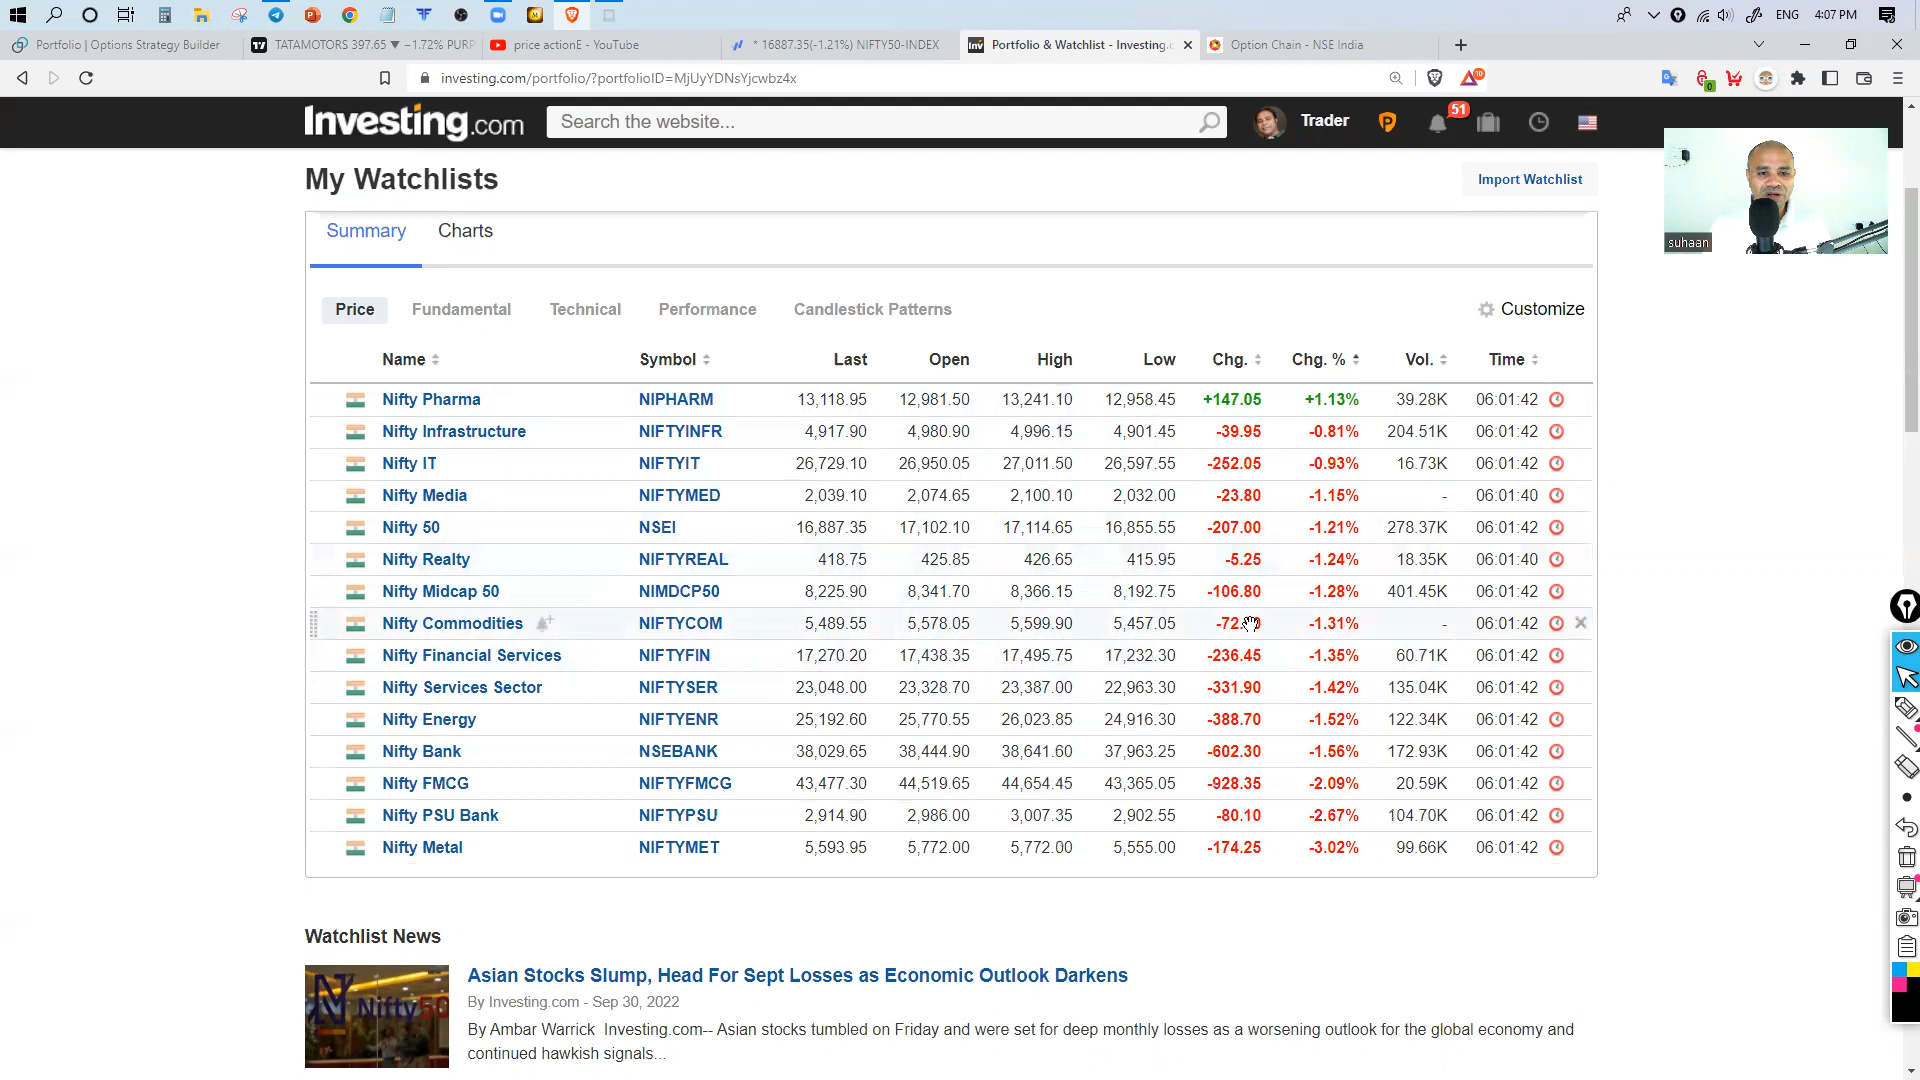 ENG 4:07 PM
Portfolio | Options Strategy Builder
TATAMOTORS 397.65 ▼ −1.72% PURP
price actionE - YouTube
* 16887.35(-1.21%) NIFTY50-INDEX
Portfolio & Watchlist - Investing.c
Option Chain - NSE India
investing.com/portfolio/?portfolioID=MjUyYDNsYjcwbz4x
10
0
Investing.com
Search the website...
Trader
51
My Watchlists
Import Watchlist
suhaan
Summary Charts
Price Fundamental Technical Performance Candlestick Patterns Customize
Name Symbol Last Open High Low Chg. Chg. % Vol. Time
Nifty Pharma NIPHARM 13,118.95 12,981.50 13,241.10 12,958.45 +147.05 +1.13% 39.28K 06:01:42
Nifty Infrastructure NIFTYINFR 4,917.90 4,980.90 4,996.15 4,901.45 -39.95 -0.81% 204.51K 06:01:42
Nifty IT NIFTYIT 26,729.10 26,950.05 27,011.50 26,597.55 -252.05 -0.93% 16.73K 06:01:42
Nifty Media NIFTYMED 2,039.10 2,074.65 2,100.10 2,032.00 -23.80 -1.15% - 06:01:40
Nifty 50 NSEI 16,887.35 17,102.10 17,114.65 16,855.55 -207.00 -1.21% 278.37K 06:01:42
Nifty Realty NIFTYREAL 418.75 425.85 426.65 415.95 -5.25 -1.24% 18.35K 06:01:40
Nifty Midcap 50 NIMDCP50 8,225.90 8,341.70 8,366.15 8,192.75 -106.80 -1.28% 401.45K 06:01:42
Nifty Commodities NIFTYCOM 5,489.55 5,578.05 5,599.90 5,457.05 -1.31% - 06:01:42
Nifty Financial Services NIFTYFIN 17,270.20 17,438.35 17,495.75 17,232.30 -236.45 -1.35% 60.71K 06:01:42
Nifty Services Sector NIFTYSER 23,048.00 23,328.70 23,387.00 22,963.30 -331.90 -1.42% 135.04K 06:01:42
Nifty Energy NIFTYENR 25,192.60 25,770.55 26,023.85 24,916.30 -388.70 -1.52% 122.34K 06:01:42
Nifty Bank NSEBANK 38,029.65 38,444.90 38,641.60 37,963.25 -602.30 -1.56% 172.93K 06:01:42
Nifty FMCG NIFTYFMCG 43,477.30 44,519.65 44,654.45 43,365.05 -928.35 -2.09% 20.59K 06:01:42
Nifty PSU Bank NIFTYPSU 2,914.90 2,986.00 3,007.35 2,902.55 -80.10 -2.67% 104.70K 06:01:42
Nifty Metal NIFTYMET 5,593.95 5,772.00 5,772.00 5,555.00 -174.25 -3.02% 99.66K 06:01:42
Watchlist News
Nifty50
Asian Stocks Slump, Head For Sept Losses as Economic Outlook Darkens
By Investing.com - Sep 30, 2022
By Ambar Warrick Investing.com-- Asian stocks tumbled on Friday and were set for deep monthly losses as a worsening outlook for the global economy and
continued hawkish signals...